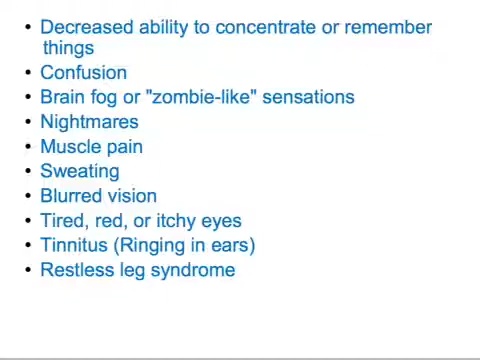 • Decreased ability to concentrate or remember
things
• Confusion
• Brain fog or "zombie-like" sensations
• Nightmares
• Muscle pain
• Sweating
• Blurred vision
• Tired, red, or itchy eyes
• Tinnitus (Ringing in ears)
• Restless leg syndrome